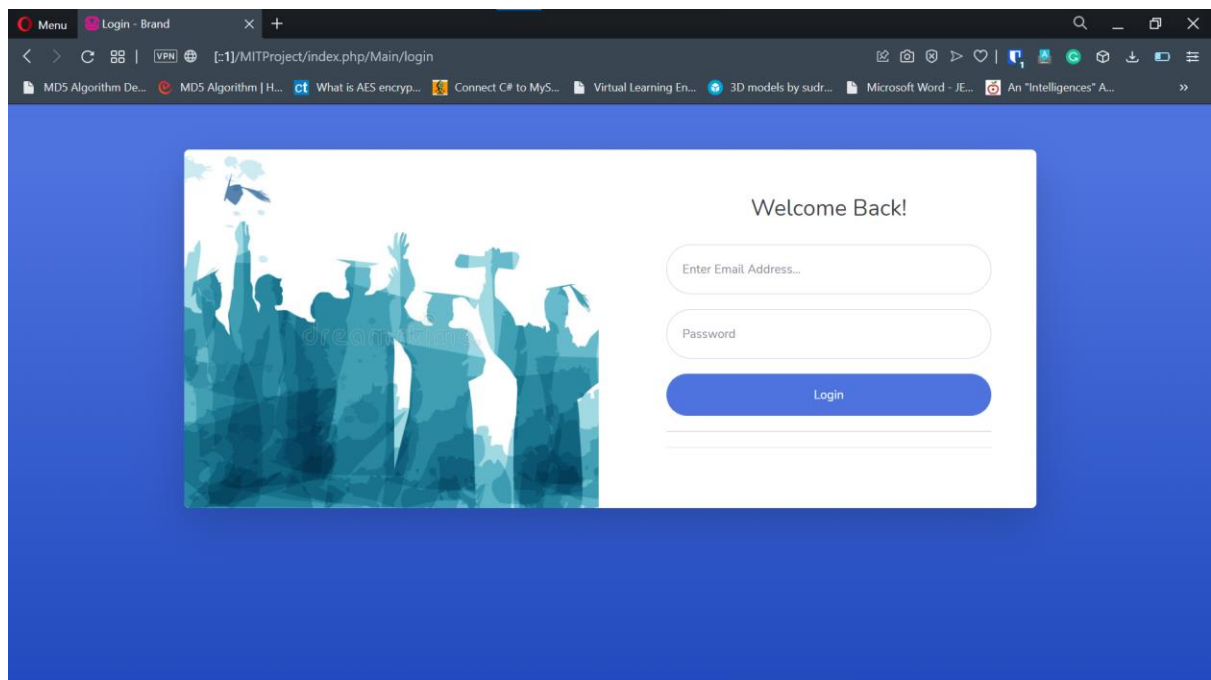 Menu Login - Brand
VPN [::1]/MITProject/index.php/Main/login
MD5 Algorithm De... MD5 Algorithm | H... ct What is AES encryp... Connect C# to MyS... Virtual Learning En... 3D models by sudr... Microsoft Word - JE... An "Intelligences" A... »
Welcome Back!
Enter Email Address...
Password
Login